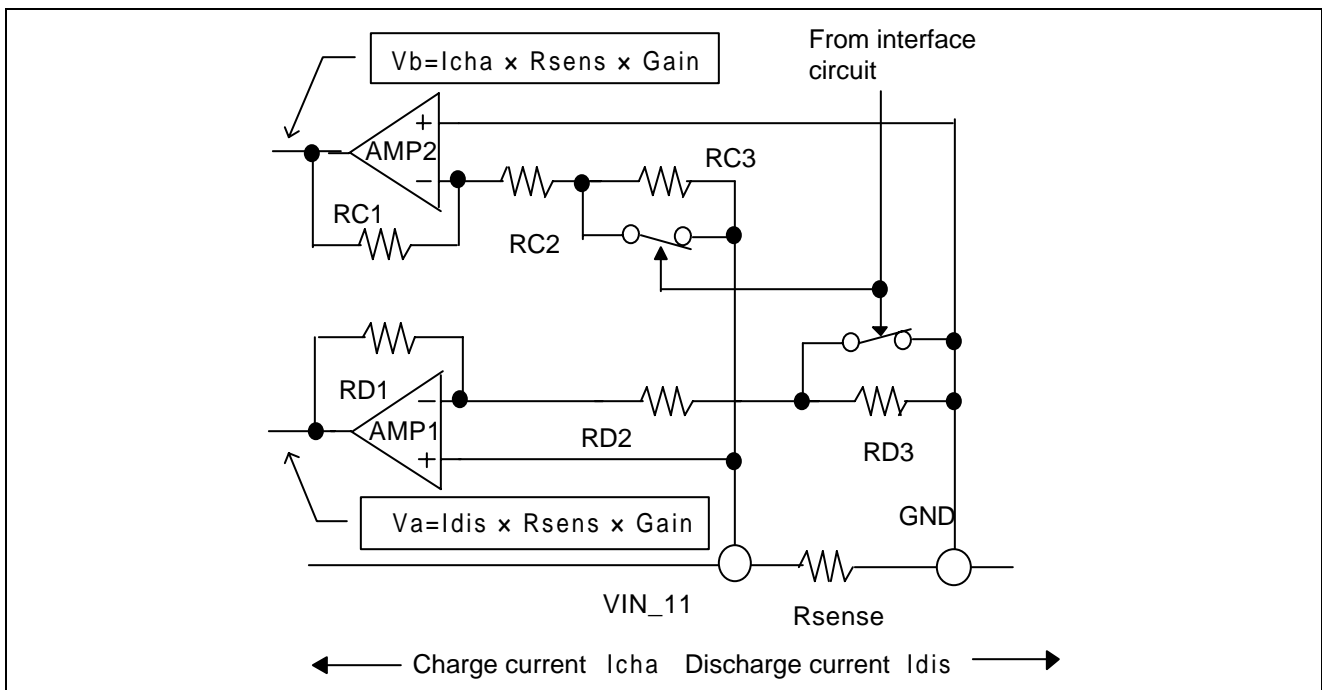 From interface
circuit
Vb=Icha × Rsens × Gain
+
AMP2
−
RC3
RC1
RC2
RD1
−
AMP1
+
RD2
RD3
Va=Idis × Rsens × Gain
GND
VIN_11
Rsense
Charge current Icha Discharge current Idis